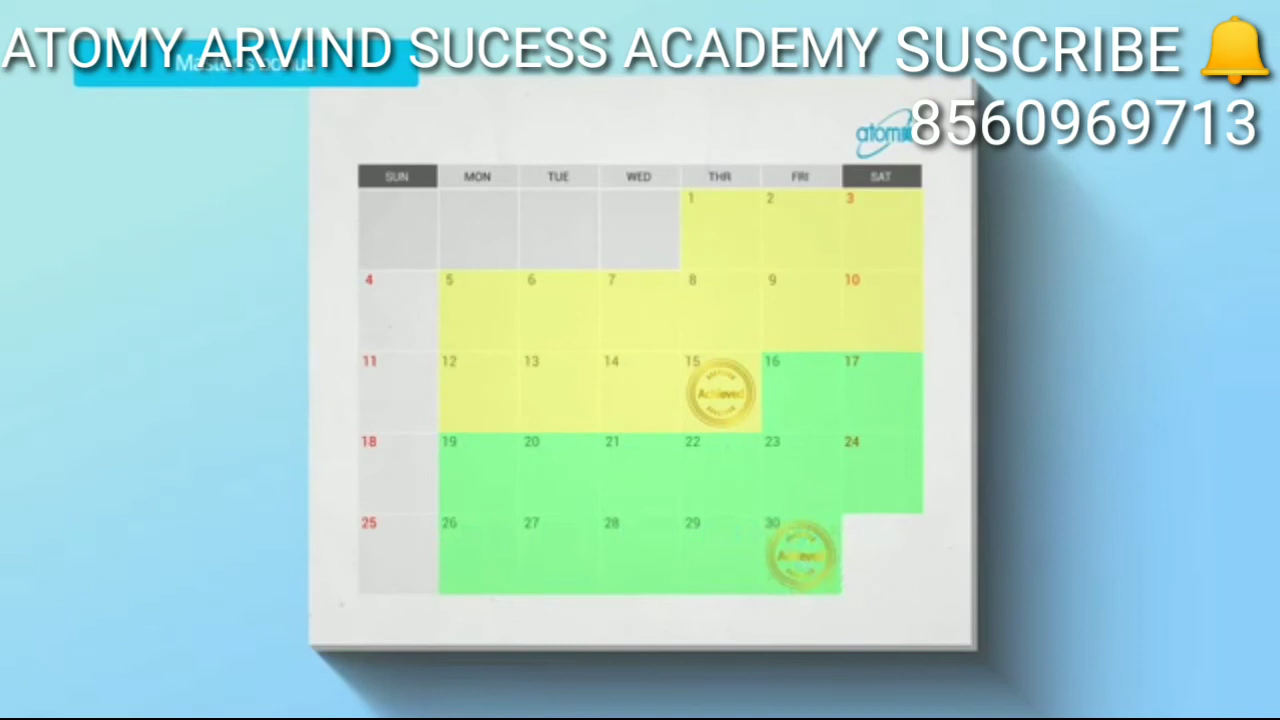 ATOMY ARVIND SUCESS ACADEMY SUSCRIBE 🔔
8560969713
SUN MON TUE WED THR FRI SAT
1 2 3
4 5 6 7 8 9 10
11 12 13 14 15 16 17
Achieved
18 19 20 21 22 23 24
25 26 27 28 29 30
Achieved